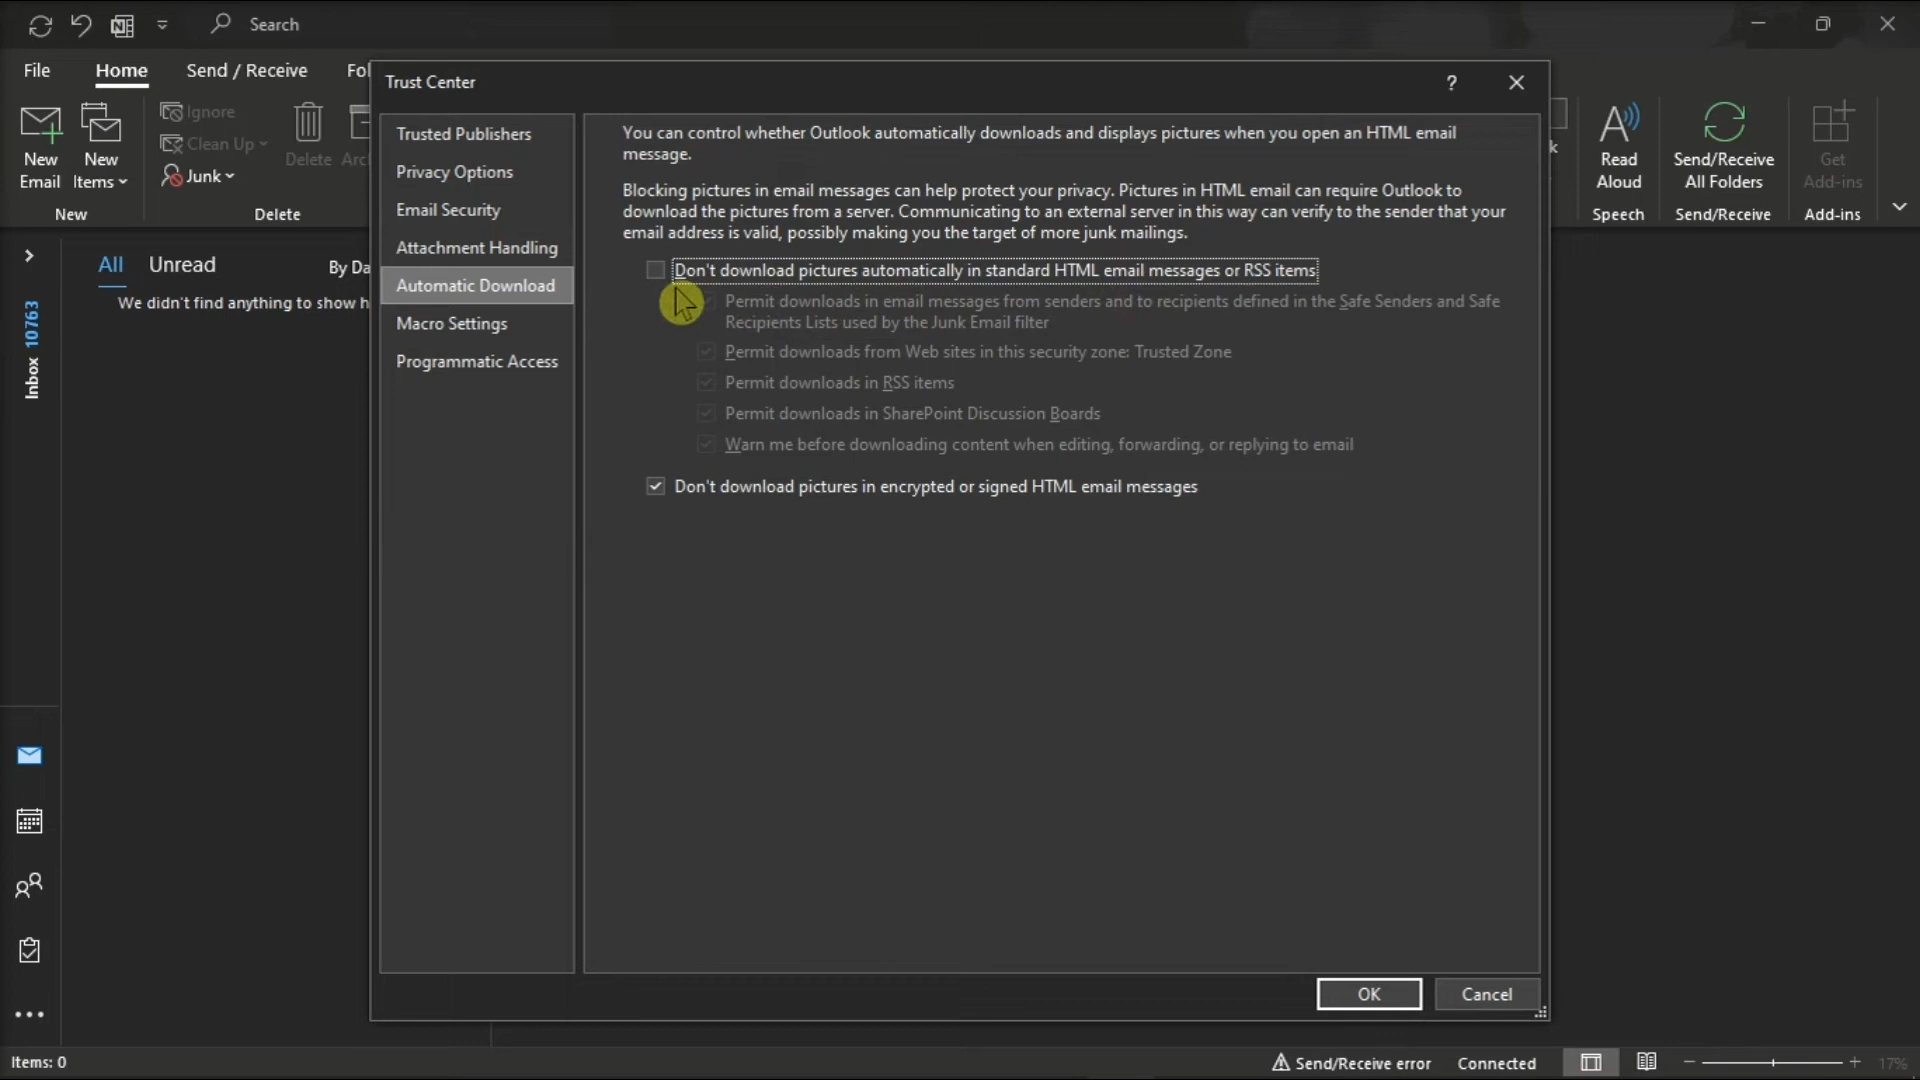 Search
File
Home
Send / Receive
Fol
New
Email
New
Items
Ignore
Clean Up
Junk
Delete
Arc
New
Delete
k
Read
Aloud
Send/Receive
All Folders
Get
Add-ins
Speech
Send/Receive
Add-ins
All
Unread
By Da
We didn't find anything to show h
Inbox 10763
Trust Center
?
Trusted Publishers
Privacy Options
Email Security
Attachment Handling
Automatic Download
Macro Settings
Programmatic Access
You can control whether Outlook automatically downloads and displays pictures when you open an HTML email
message.
Blocking pictures in email messages can help protect your privacy. Pictures in HTML email can require Outlook to
download the pictures from a server. Communicating to an external server in this way can verify to the sender that your
email address is valid, possibly making you the target of more junk mailings.
Don't download pictures automatically in standard HTML email messages or RSS items
Permit downloads in email messages from senders and to recipients defined in the Safe Senders and Safe
Recipients Lists used by the Junk Email filter
Permit downloads from Web sites in this security zone: Trusted Zone
Permit downloads in RSS items
Permit downloads in SharePoint Discussion Boards
Warn me before downloading content when editing, forwarding, or replying to email
Don't download pictures in encrypted or signed HTML email messages
OK
Cancel
Items: 0
Send/Receive error
Connected
17%